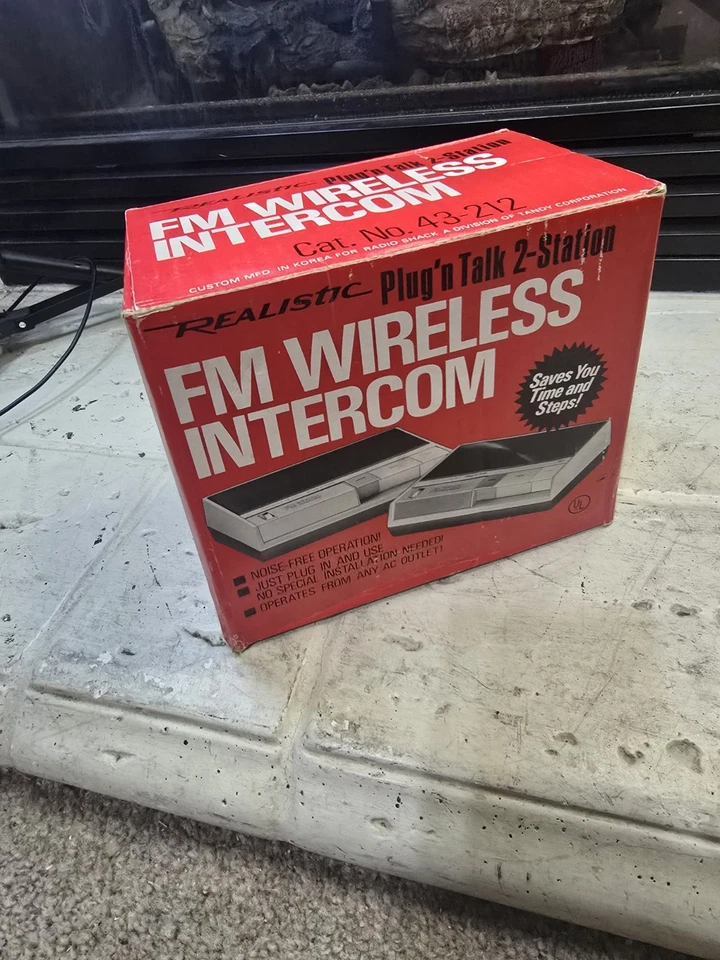 REALISTIC Plug'n Talk 2-Station
FM WIRELESS
INTERCOM
Cat. No. 43-212
CUSTOM MFD. IN KOREA FOR RADIO SHACK A DIVISION OF TANDY CORPORATION
REALISTIC Plug'n Talk 2-Station
FM WIRELESS
INTERCOM
Saves You
Time and
Steps!
NOISE-FREE OPERATION!
JUST PLUG IN AND USE
NO SPECIAL INSTALLATION NEEDED!
OPERATES FROM ANY AC OUTLET!
UL